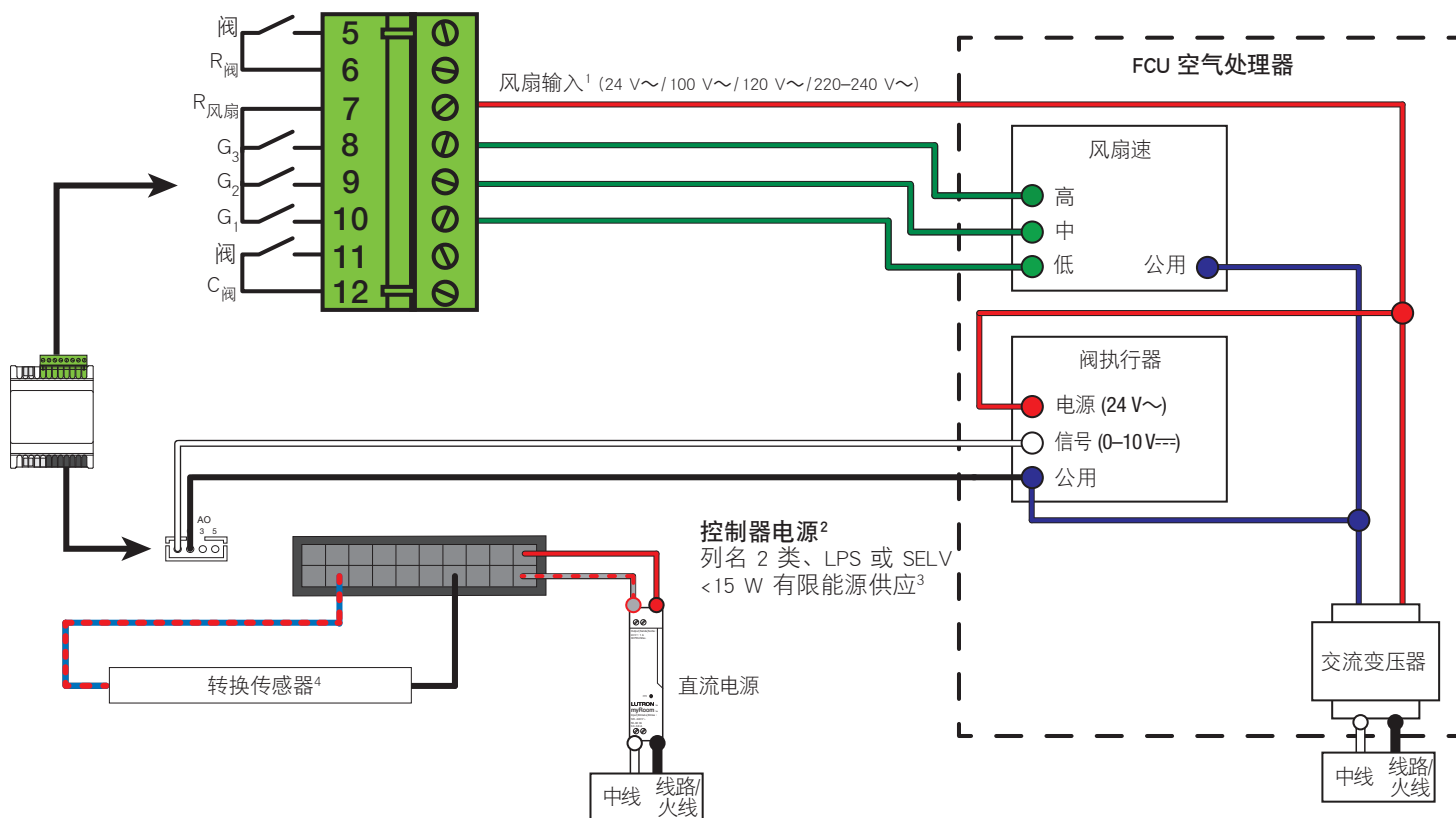 阀
R阀
R风扇
G3
G2
G1
阀
C阀
5
6
7
8
9
10
11
12
风扇输入1 (24 V～/100 V～/120 V～/220–240 V～)
FCU 空气处理器
风扇速
高
中
低
公用
阀执行器
电源 (24 V～)
信号 (0–10 V⎓)
公用
AO
3 5
控制器电源2
列名 2 类、LPS 或 SELV
<15 W 有限能源供应3
转换传感器4
直流电源
LUTRON
myRoom
中线
线路/
火线
交流变压器
中线
线路/
火线